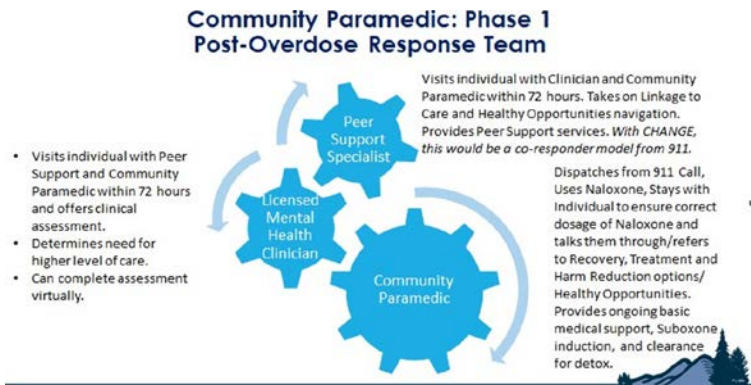 Community Paramedic: Phase 1
Post-Overdose Response Team
Visits individual with Clinician and Community
Paramedic within 72 hours. Takes on Linkage to
Care and Healthy Opportunities navigation.
Provides Peer Support services. With CHANGE,
this would be a co-responder model from 911.
Peer
Support
Specialist
• Visits individual with Peer
Support and Community
Paramedic within 72 hours
and offers clinical
assessment.
• Determines need for
higher level of care.
• Can complete assessment
virtually.
Licensed
Mental
Health
Clinician
Community
Paramedic
Dispatches from 911 Call,
Uses Naloxone, Stays with
Individual to ensure correct
dosage of Naloxone and
talks them through/refers
to Recovery, Treatment and
Harm Reduction options/
Healthy Opportunities.
Provides ongoing basic
medical support, Suboxone
induction, and clearance
for detox.